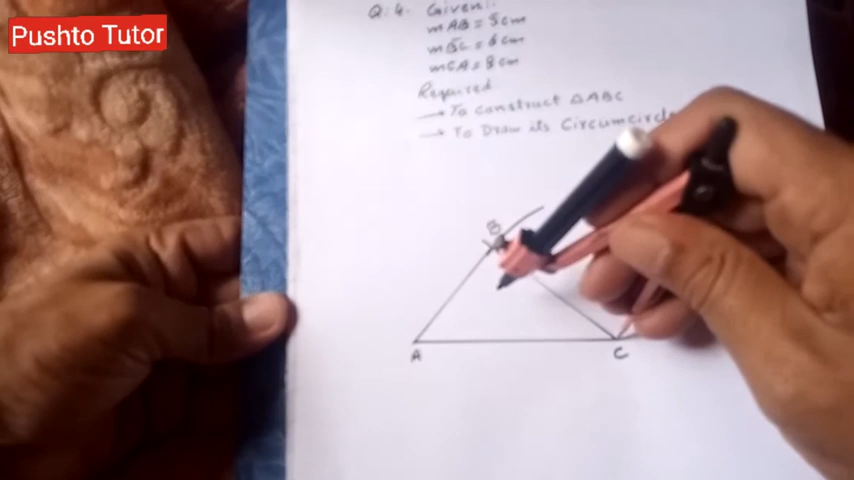 Pushto Tutor
Q:4. Given:-
mAB = 5cm
mBC = 6cm
mCA = 8cm
Required
→ To construct ΔABC
→ To Draw its Circumcircle
B
A
C